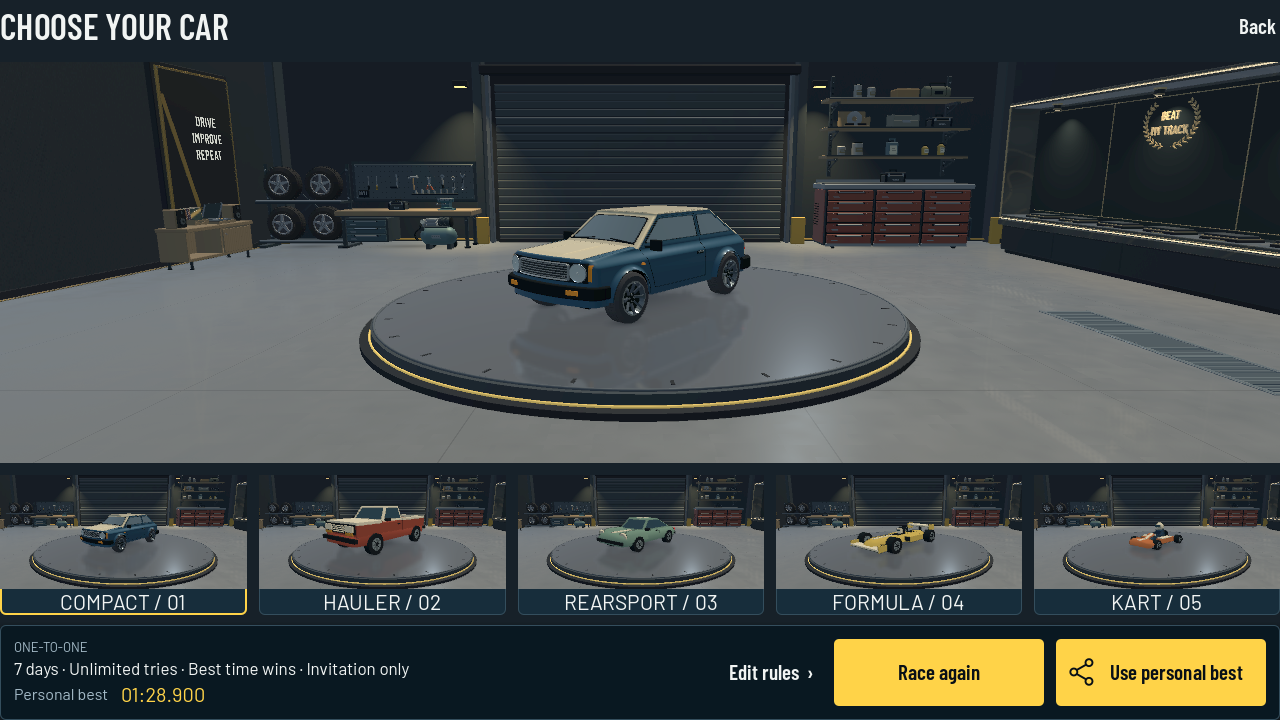 CHOOSE YOUR CAR
Back
DRIVE
IMPROVE
REPEAT
BEAT
MY TRACK
COMPACT / 01
HAULER / 02
REARSPORT / 03
FORMULA / 04
KART / 05
ONE-TO-ONE
7 days · Unlimited tries · Best time wins · Invitation only
Personal best 01:28.900
Edit rules ›
Race again
Use personal best